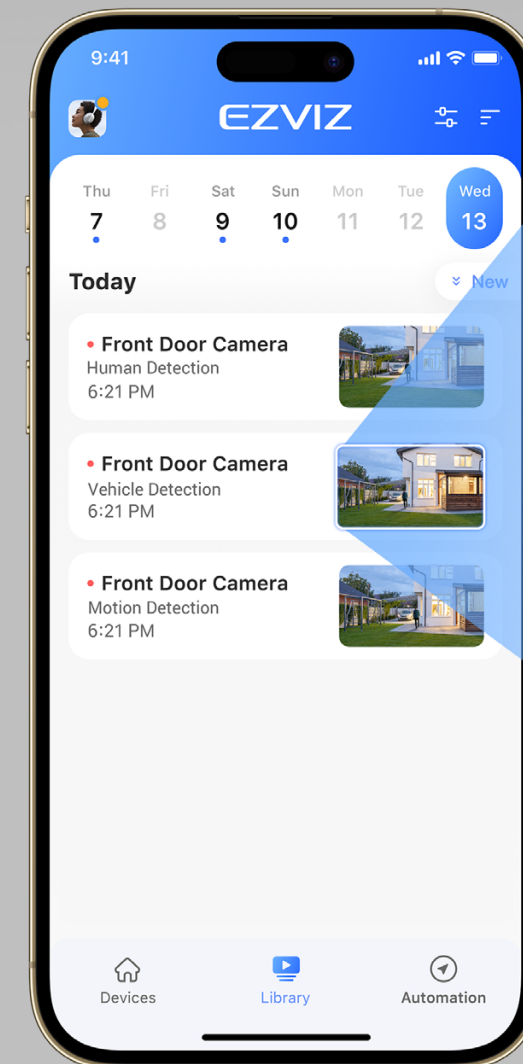 9:41
EZVIZ
Thu Fri Sat Sun Mon Tue Wed
7 8 9 10 11 12 13
Today
New
Front Door Camera
Human Detection
6:21 PM
Front Door Camera
Vehicle Detection
6:21 PM
Front Door Camera
Motion Detection
6:21 PM
Devices Library Automation